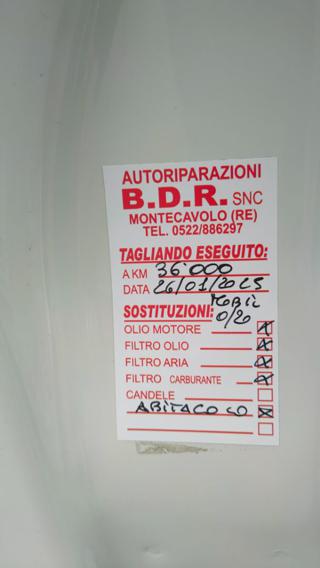 AUTORIPARAZIONI
B.D.R. SNC
MONTECAVOLO (RE)
TEL. 0522/886297
TAGLIANDO ESEGUITO:
A KM 36'000
DATA 26/01/2025
MOBIL
SOSTITUZIONI: 0/20
OLIO MOTORE X
FILTRO OLIO X
FILTRO ARIA X
FILTRO CARBURANTE X
CANDELE
ABITACOLO X